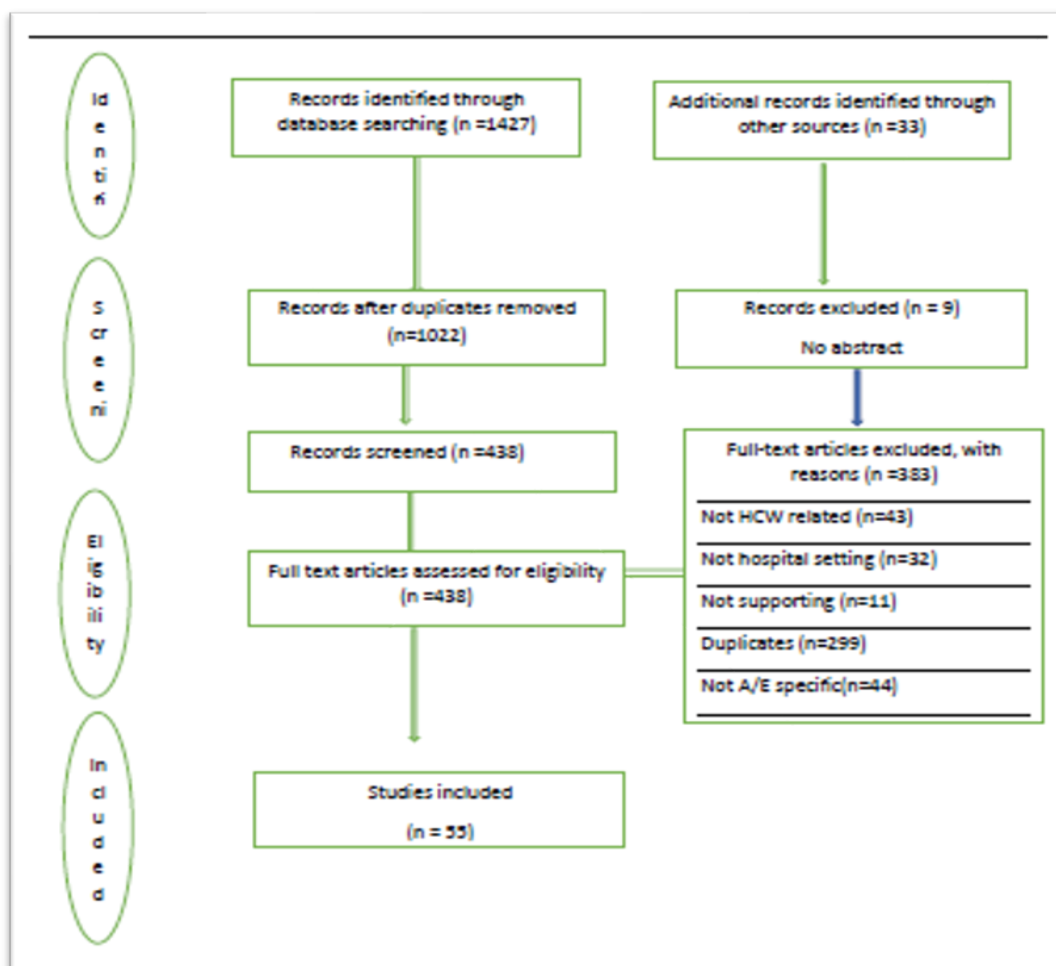 Id
e
n
ti
fi
Records identified through
database searching (n =1427)
Additional records identified through
other sources (n =33)
S
cr
e
e
ni
Records after duplicates removed
(n=1022)
Records excluded (n = 9)
No abstract
Records screened (n =438)
Full-text articles excluded, with
reasons (n =383)
Not HCW related (n=43)
Not hospital setting (n=32)
Not supporting (n=11)
Duplicates (n=299)
Not A/E specific(n=44)
El
ig
ib
ili
ty
Full text articles assessed for eligibility
(n =438)
In
cl
u
d
e
d
Studies included
(n = 55)